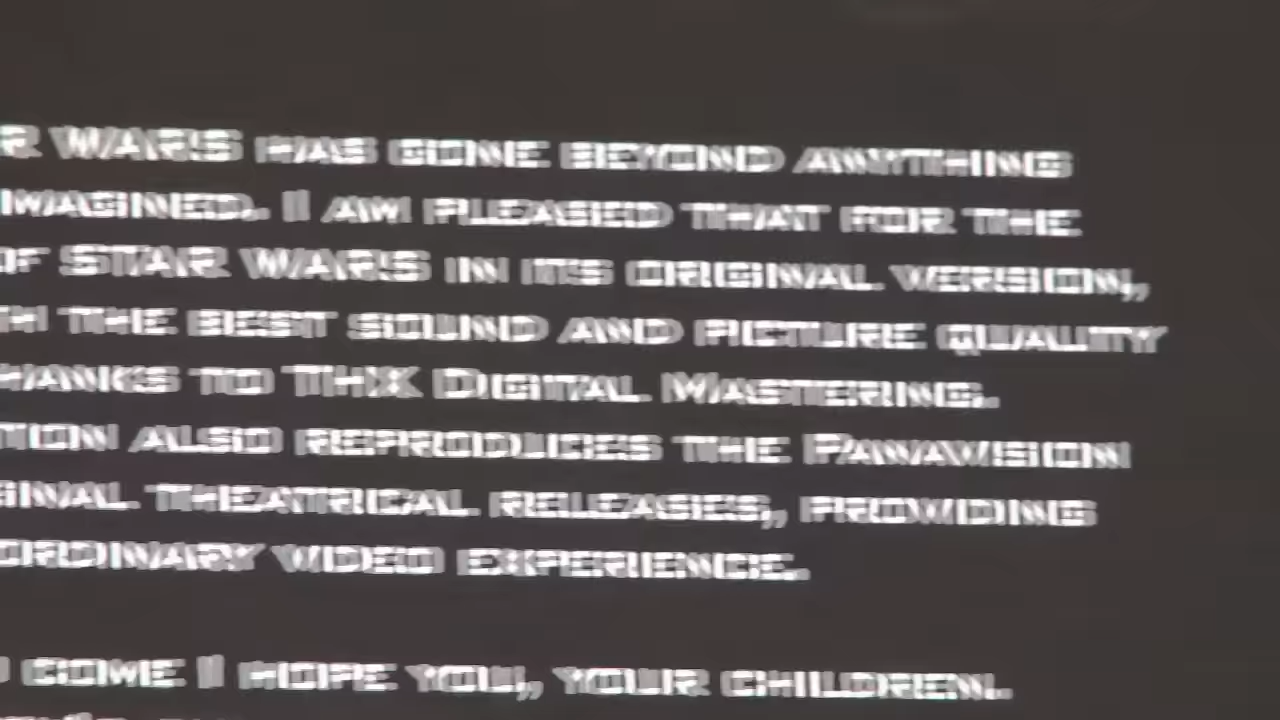 R WARS HAS GONE BEYOND ANYTHING
IMAGINED. I AM PLEASED THAT FOR THE
OF STAR WARS IN ITS ORIGINAL VERSION,
TH THE BEST SOUND AND PICTURE QUALITY
HANKS TO THX DIGITAL MASTERING.
TION ALSO REPRODUCES THE PANAVISION
GINAL THEATRICAL RELEASES, PROVIDING
ORDINARY VIDEO EXPERIENCE.
COME I HOPE YOU, YOUR CHILDREN,